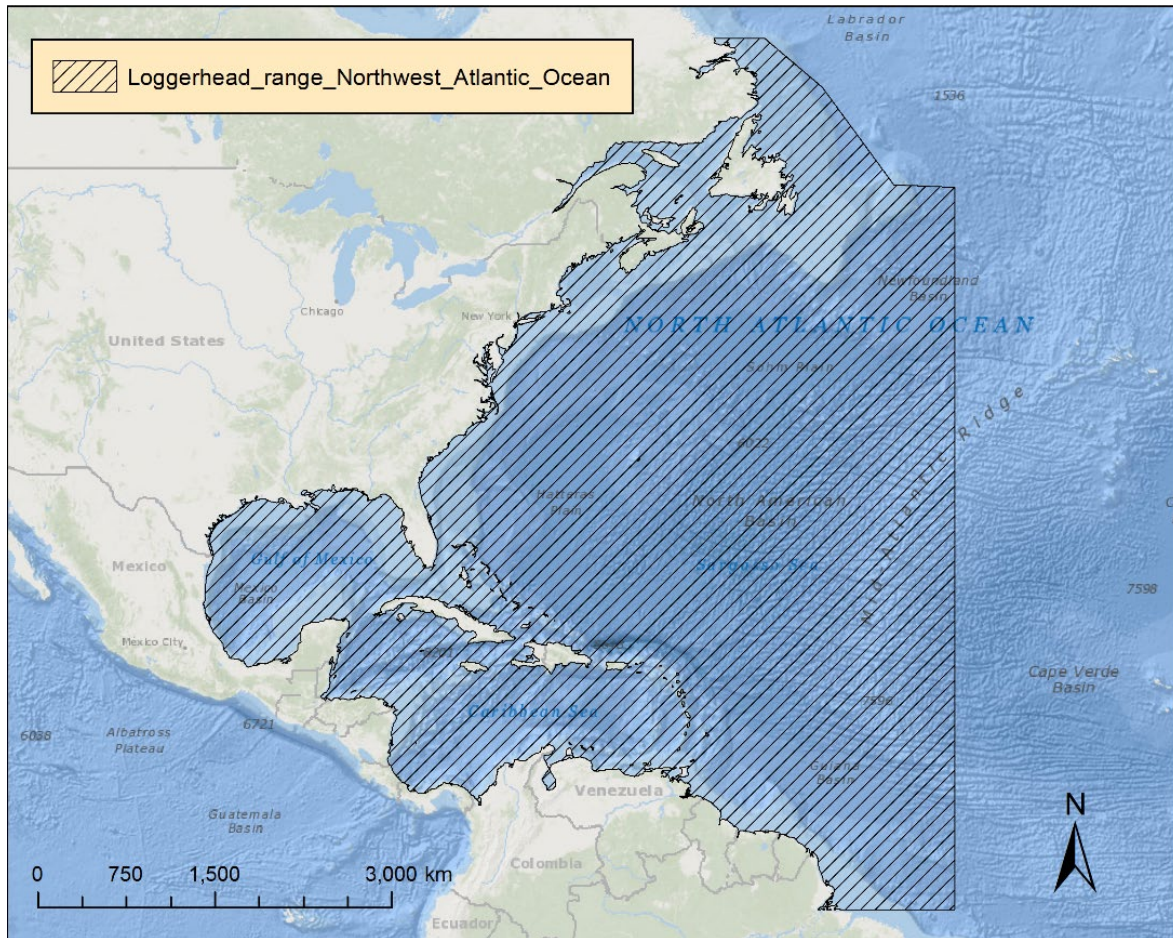 Labrador
Basin
Loggerhead_range_Northwest_Atlantic_Ocean
1536
Newfoundland
Basin
Chicago
New York
NORTH ATLANTIC OCEAN
United States
Sohm Plain
Mid-Atlantic Ridge
6022
Hatteras
Plain
North American
Basin
Gulf of Mexico
Sargasso Sea
Mexico
Mexico
Basin
7598
Mexico City
Cape Verde
Basin
7596
Caribbean Sea
6721
Albatross
Plateau
Guiana
Basin
Venezuela
Guatemala
Basin
N
Colombia
0 750 1,500 3,000 km
Ecuador